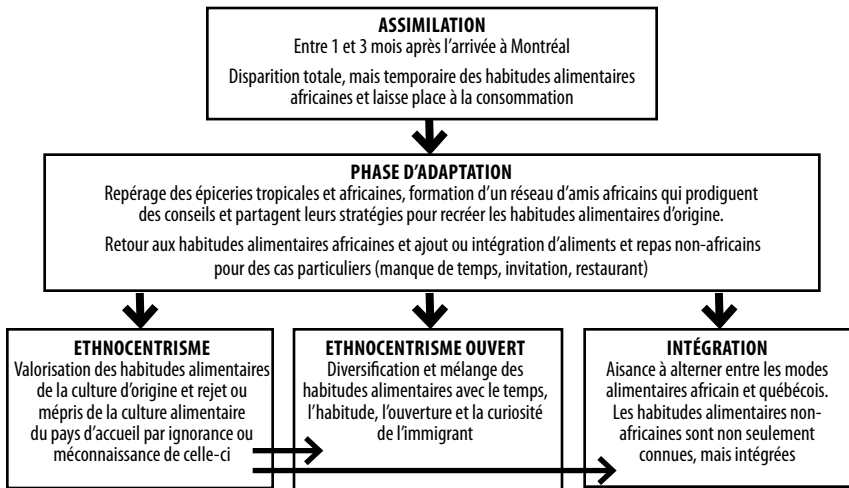 ASSIMILATION
Entre 1 et 3 mois après l'arrivée à Montréal
Disparition totale, mais temporaire des habitudes alimentaires
africaines et laisse place à la consommation
PHASE D'ADAPTATION
Repérage des épiceries tropicales et africaines, formation d'un réseau d'amis africains qui prodiguent
des conseils et partagent leurs stratégies pour recréer les habitudes alimentaires d'origine.
Retour aux habitudes alimentaires africaines et ajout ou intégration d'aliments et repas non-africains
pour des cas particuliers (manque de temps, invitation, restaurant)
ETHNOCENTRISME
Valorisation des habitudes alimentaires
de la culture d'origine et rejet ou
mépris de la culture alimentaire
du pays d'accueil par ignorance ou
méconnaissance de celle-ci
ETHNOCENTRISME OUVERT
Diversification et mélange des
habitudes alimentaires avec le temps,
l'habitude, l'ouverture et la curiosité
de l'immigrant
INTÉGRATION
Aisance à alterner entre les modes
alimentaires africain et québécois.
Les habitudes alimentaires non-
africaines sont non seulement
connues, mais intégrées